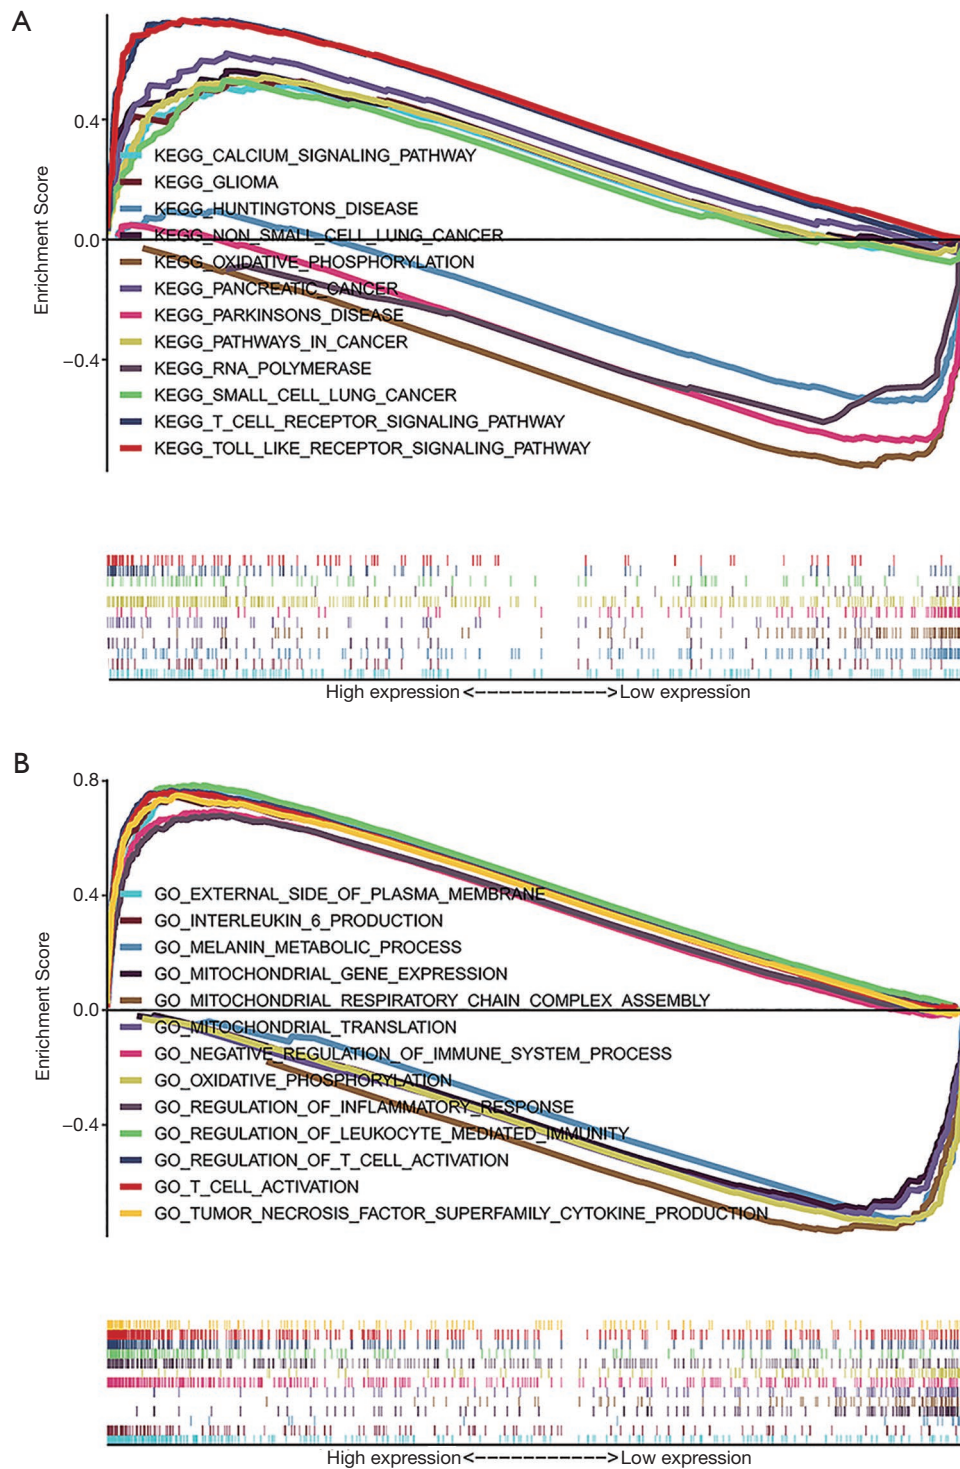 A
0.4
0.0
−0.4
Enrichment Score
KEGG_CALCIUM_SIGNALING_PATHWAY
KEGG_GLIOMA
KEGG_HUNTINGTONS_DISEASE
KEGG_NON_SMALL_CELL_LUNG_CANCER
KEGG_OXIDATIVE_PHOSPHORYLATION
KEGG_PANCREATIC_CANCER
KEGG_PARKINSONS_DISEASE
KEGG_PATHWAYS_IN_CANCER
KEGG_RNA_POLYMERASE
KEGG_SMALL_CELL_LUNG_CANCER
KEGG_T_CELL_RECEPTOR_SIGNALING_PATHWAY
KEGG_TOLL_LIKE_RECEPTOR_SIGNALING_PATHWAY
High expression<----------->Low expression
B
0.8
0.4
0.0
−0.4
Enrichment Score
GO_EXTERNAL_SIDE_OF_PLASMA_MEMBRANE
GO_INTERLEUKIN_6_PRODUCTION
GO_MELANIN_METABOLIC_PROCESS
GO_MITOCHONDRIAL_GENE_EXPRESSION
GO_MITOCHONDRIAL_RESPIRATORY_CHAIN_COMPLEX_ASSEMBLY
GO_MITOCHONDRIAL_TRANSLATION
GO_NEGATIVE_REGULATION_OF_IMMUNE_SYSTEM_PROCESS
GO_OXIDATIVE_PHOSPHORYLATION
GO_REGULATION_OF_INFLAMMATORY_RESPONSE
GO_REGULATION_OF_LEUKOCYTE_MEDIATED_IMMUNITY
GO_REGULATION_OF_T_CELL_ACTIVATION
GO_T_CELL_ACTIVATION
GO_TUMOR_NECROSIS_FACTOR_SUPERFAMILY_CYTOKINE_PRODUCTION
High expression<----------->Low expression